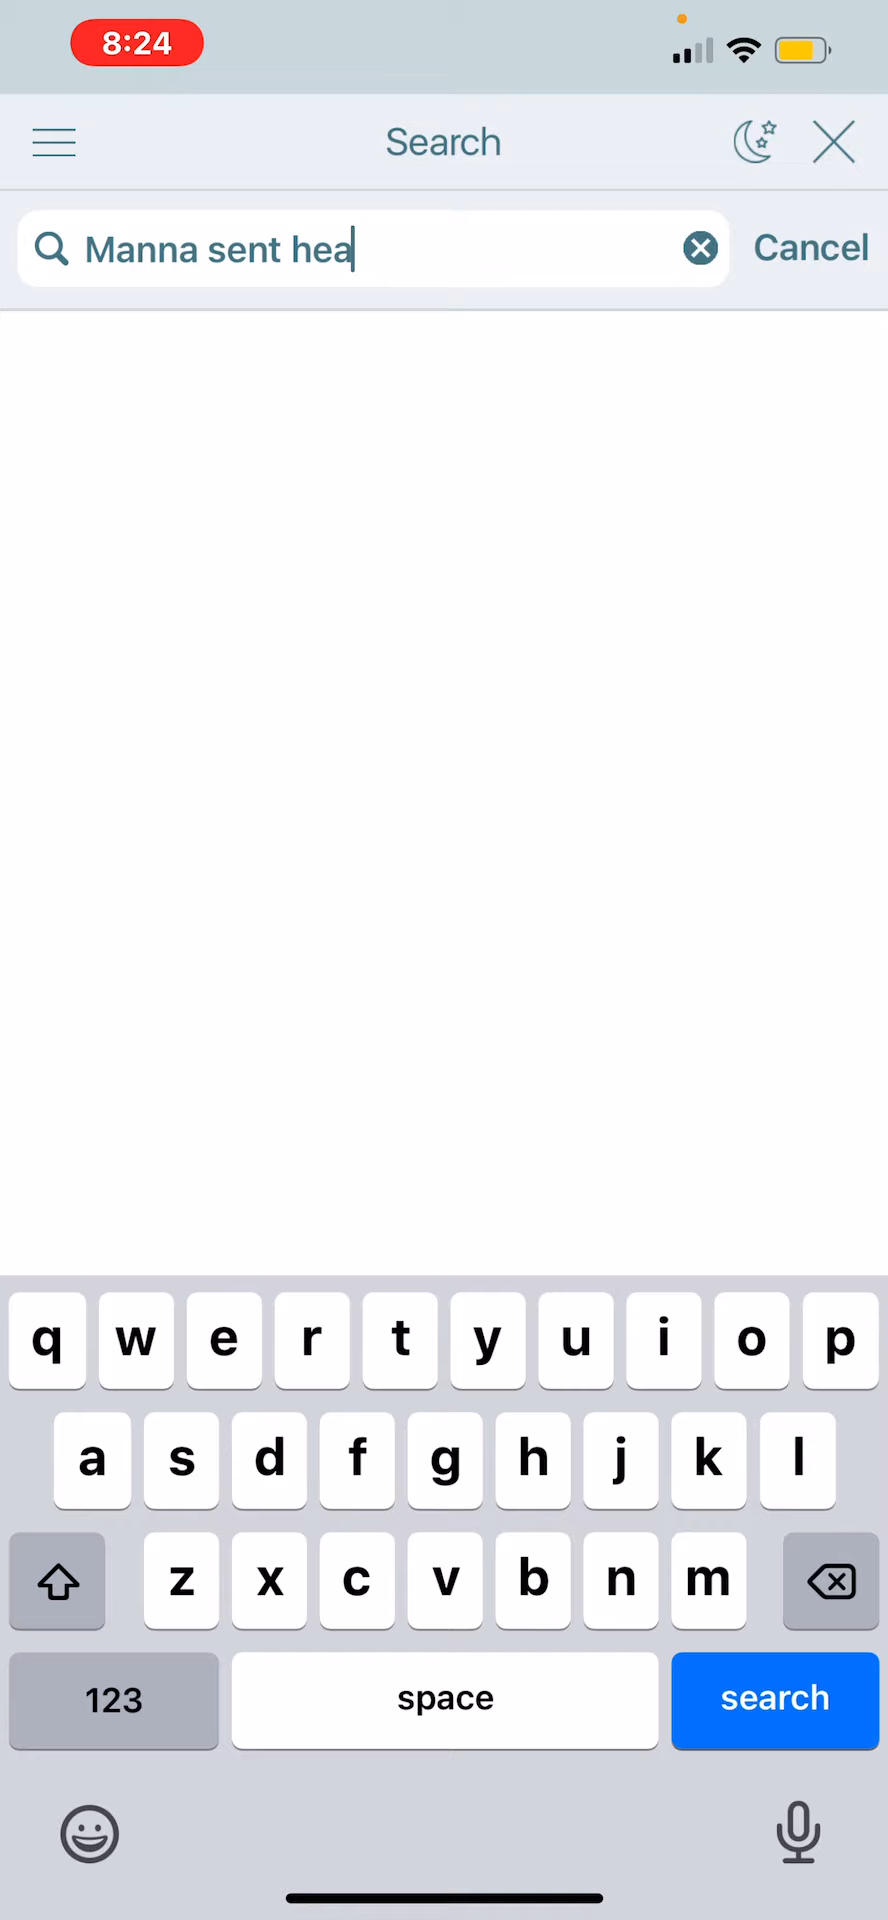 8:24
Search
Manna sent hea
Cancel
q w e r t y u i o p
a s d f g h j k l
z x c v b n m
123 space search